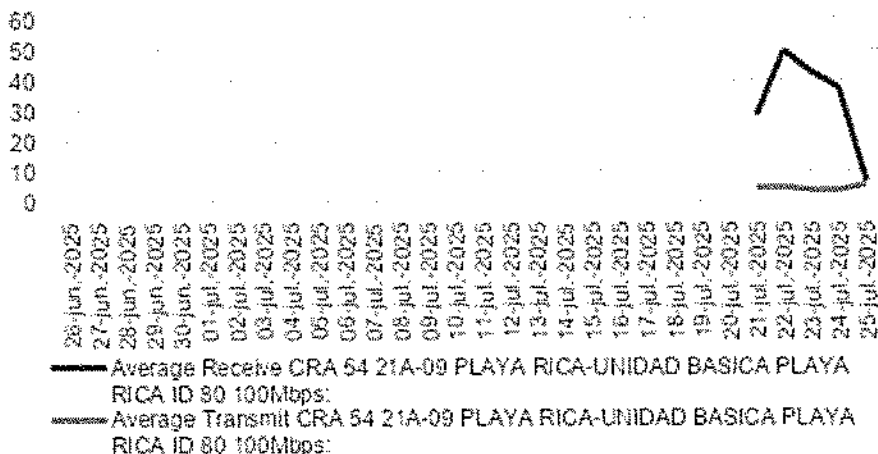 60
50
40
30
20
10
0
26-jun.-2025
27-jun.-2025
28-jun.-2025
29-jun.-2025
30-jun.-2025
01-jul.-2025
02-jul.-2025
03-jul.-2025
04-jul.-2025
05-jul.-2025
06-jul.-2025
07-jul.-2025
08-jul.-2025
09-jul.-2025
10-jul.-2025
11-jul.-2025
12-jul.-2025
13-jul.-2025
14-jul.-2025
15-jul.-2025
16-jul.-2025
17-jul.-2025
18-jul.-2025
19-jul.-2025
20-jul.-2025
21-jul.-2025
22-jul.-2025
23-jul.-2025
24-jul.-2025
25-jul.-2025
Average Receive CRA 54 21A-09 PLAYA RICA-UNIDAD BASICA PLAYA
RICA ID 80 100Mbps:
Average Transmit CRA 54 21A-09 PLAYA RICA-UNIDAD BASICA PLAYA
RICA ID 80 100Mbps: